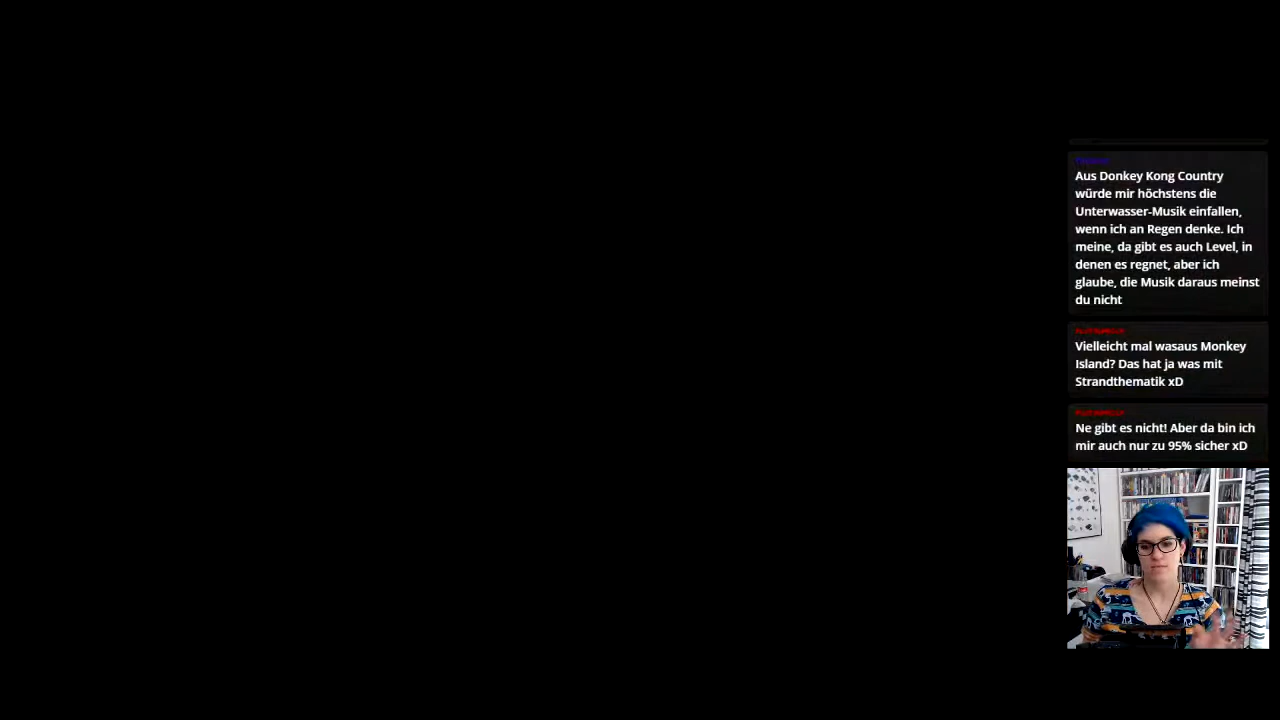 Aus Donkey Kong Country
würde mir höchstens die
Unterwasser-Musik einfallen,
wenn ich an Regen denke. Ich
meine, da gibt es auch Level, in
denen es regnet, aber ich
glaube, die Musik daraus meinst
du nicht
Vielleicht mal wasaus Monkey
Island? Das hat ja was mit
Strandthematik xD
Ne gibt es nicht! Aber da bin ich
mir auch nur zu 95% sicher xD